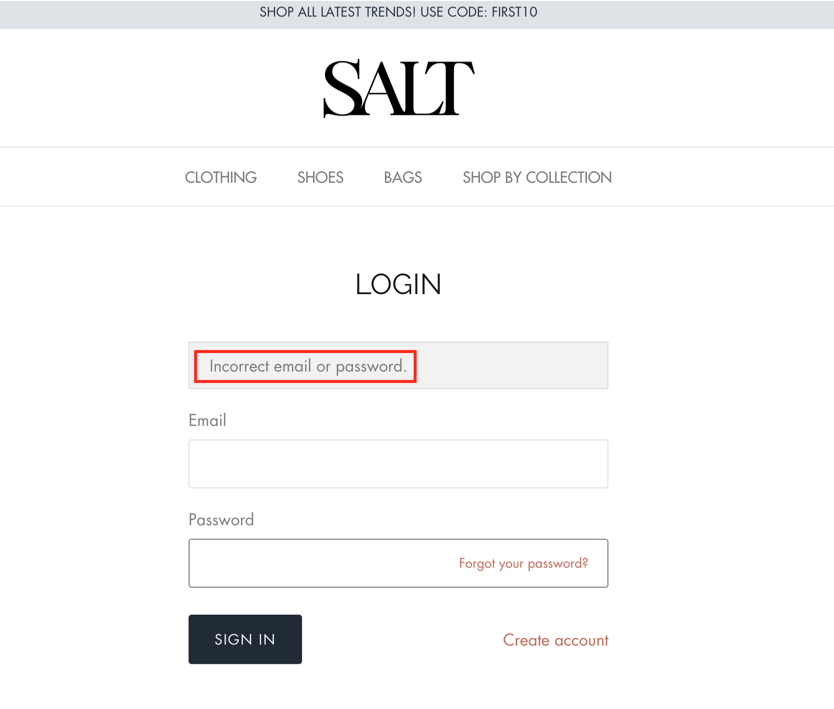 SHOP ALL LATEST TRENDS! USE CODE: FIRST10
SALT
CLOTHING SHOES BAGS SHOP BY COLLECTION
LOGIN
Incorrect email or password.
Email
Password
Forgot your password?
SIGN IN Create account